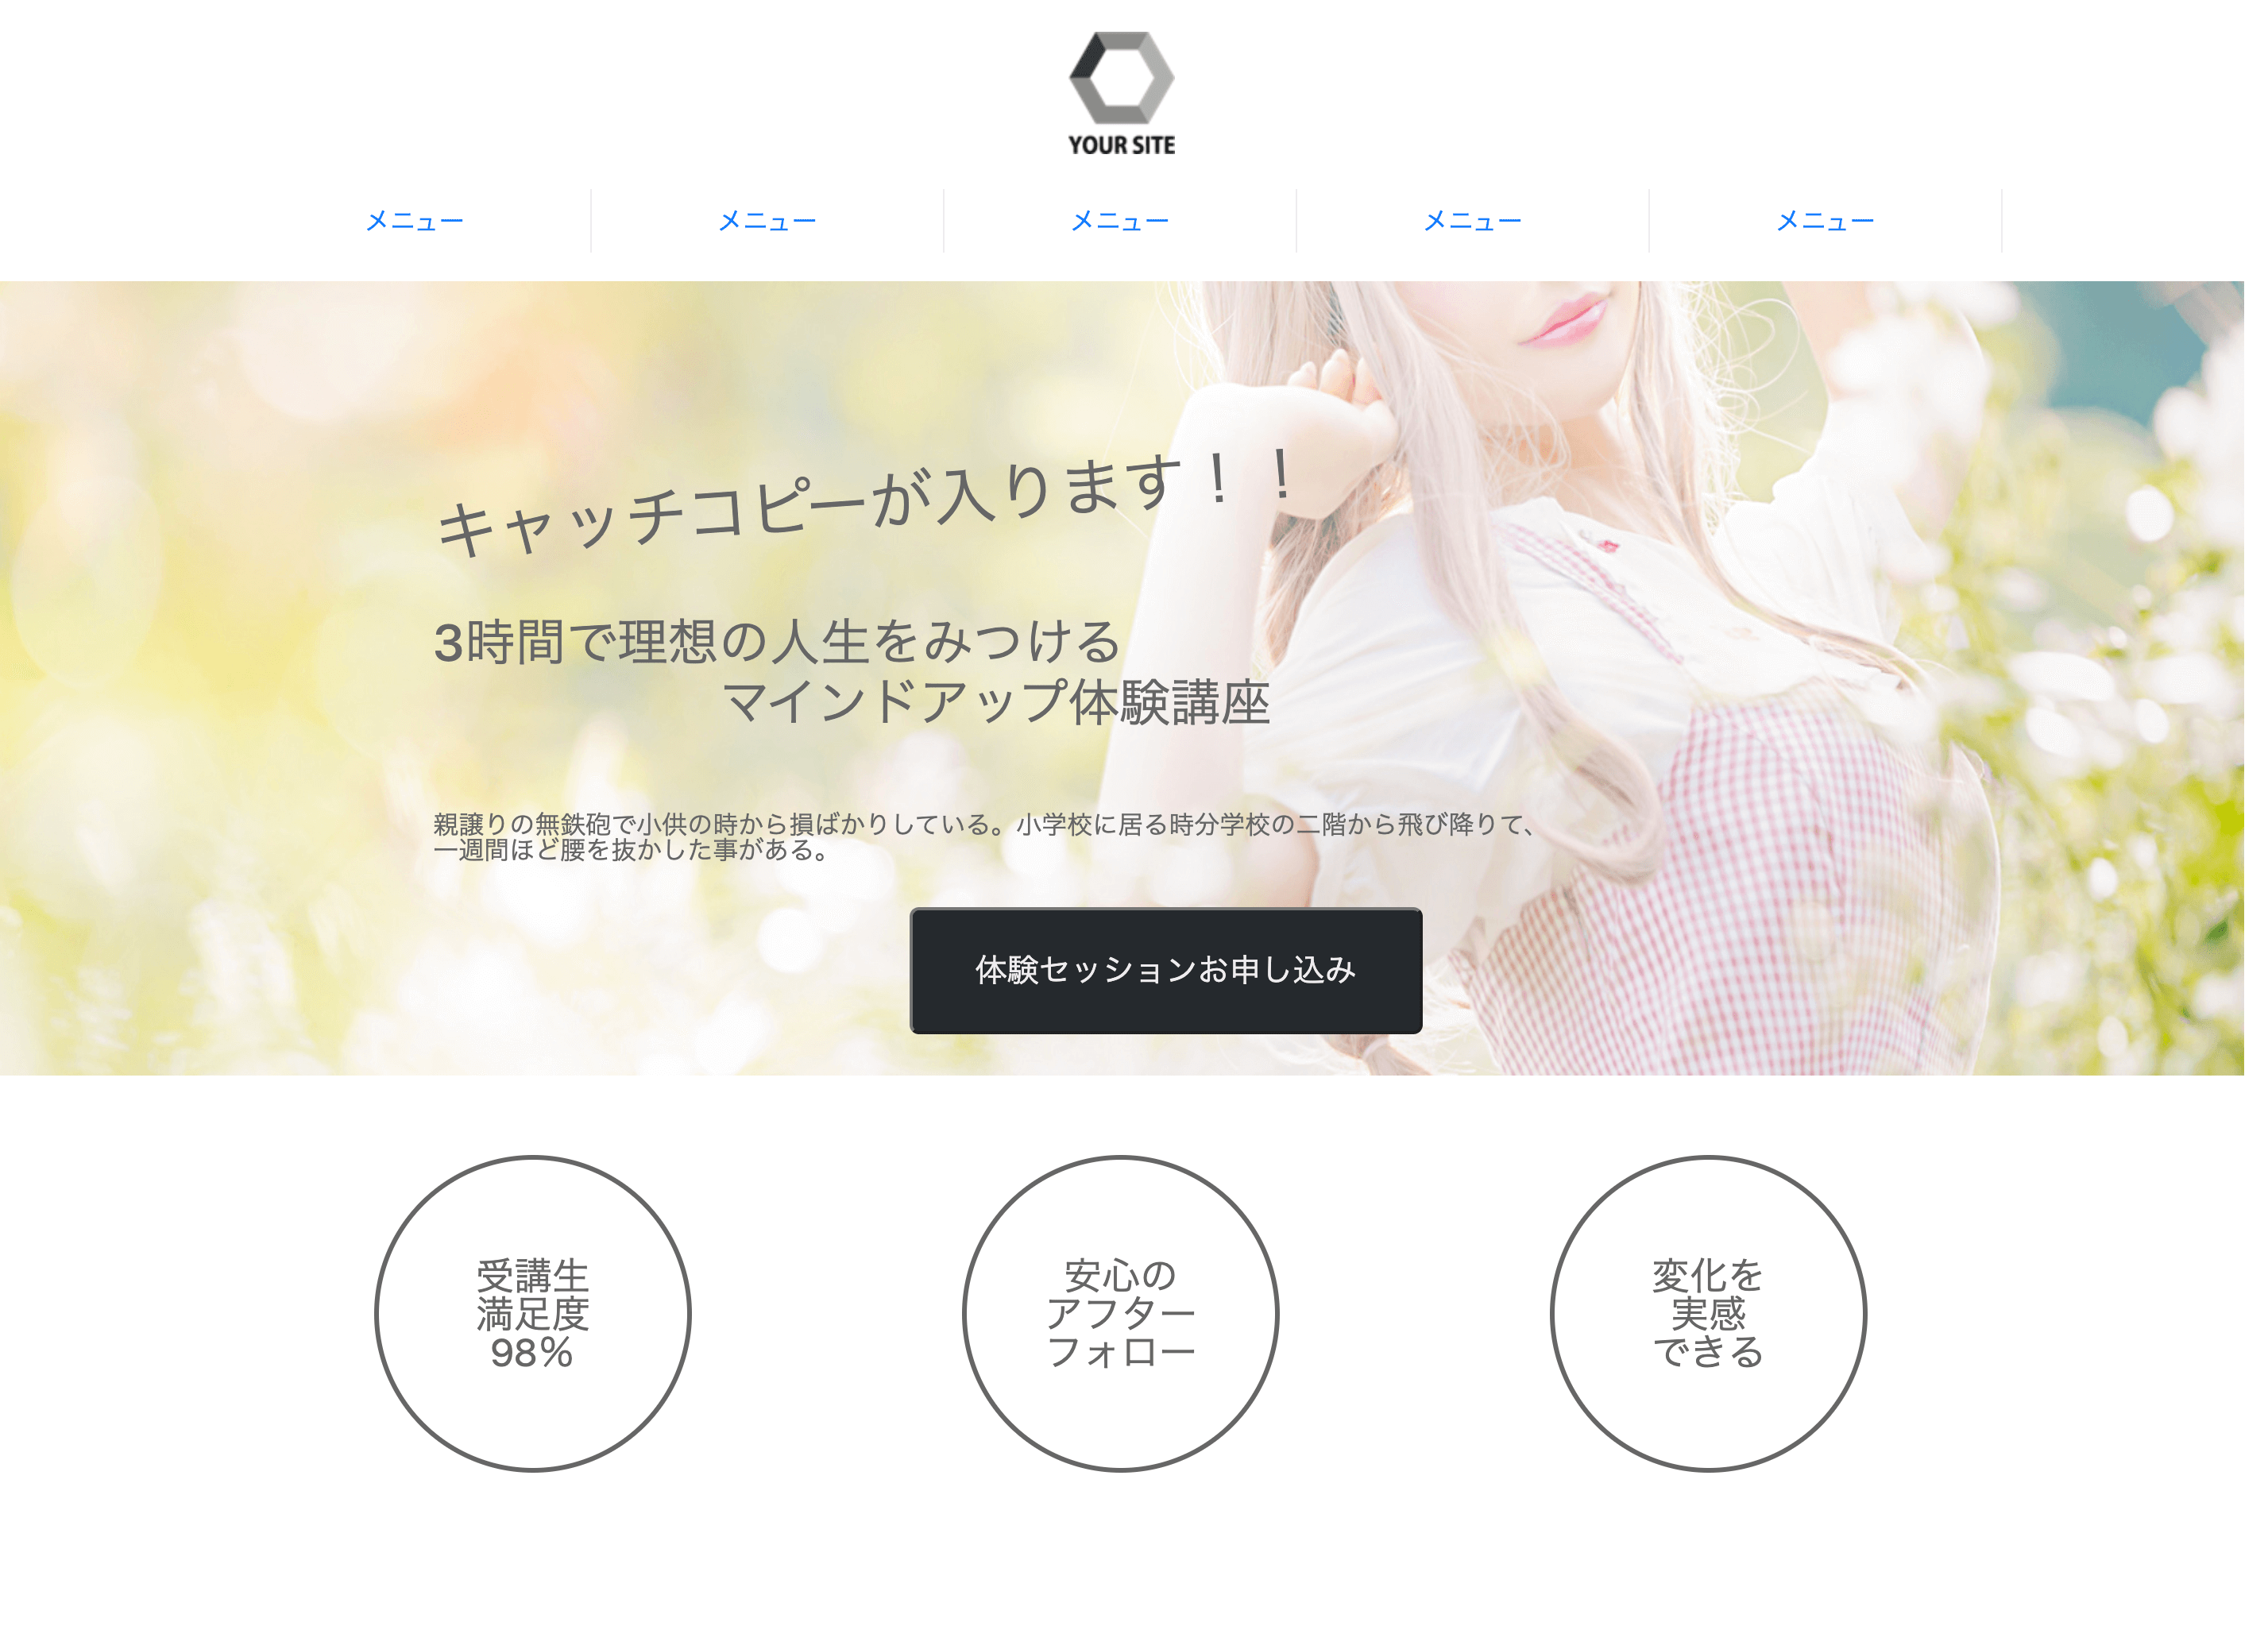 YOUR SITE
メニュー
メニュー
メニュー
メニュー
メニュー
キャッチコピーが入ります！！
3時間で理想の人生をみつける
マインドアップ体験講座
親譲りの無鉄砲で小供の時から損ばかりしている。小学校に居る時分学校の二階から飛び降りて、
一週間ほど腰を抜かした事がある。
体験セッションお申し込み
受講生
満足度
98%
安心の
アフター
フォロー
変化を
実感
できる